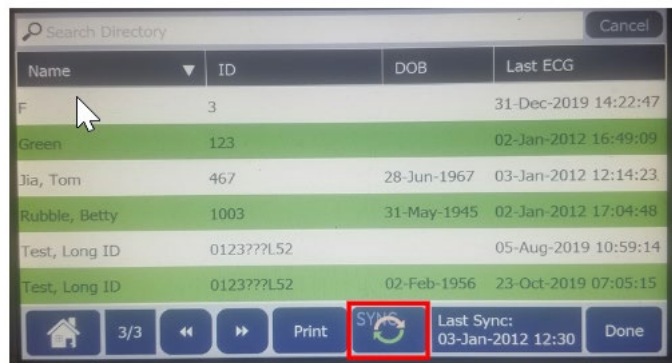 Search Directory Cancel
Name ID DOB Last ECG
F 3 31-Dec-2019 14:22:47
Green 123 02-Jan-2012 16:49:09
Jia, Tom 467 28-Jun-1967 03-Jan-2012 12:14:23
Rubble, Betty 1003 31-May-1945 02-Jan-2012 17:04:48
Test, Long ID 0123???L52 05-Aug-2019 10:59:14
Test, Long ID 0123???L52 02-Feb-1956 23-Oct-2019 07:05:15
3/3 Print SYNC Last Sync: Done
03-Jan-2012 12:30